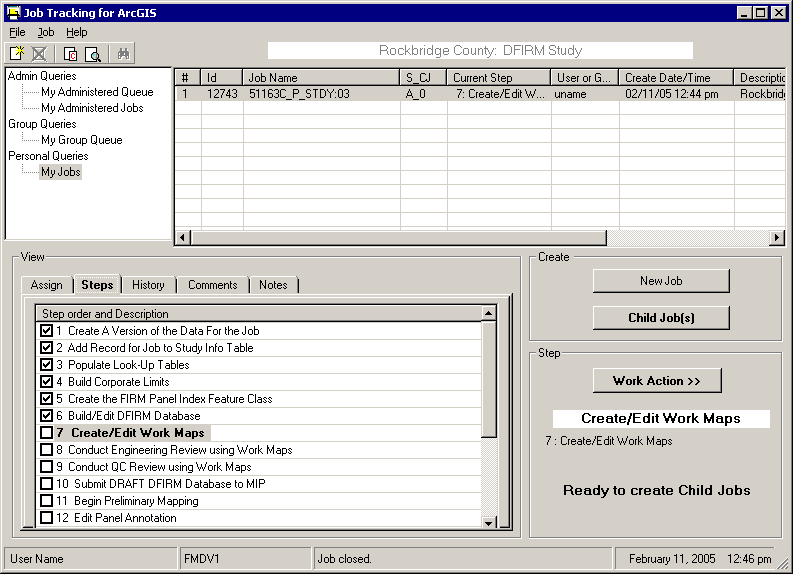 Job Tracking for ArcGIS
File Job Help
Rockbridge County: DFIRM Study
Admin Queries
My Administered Queue
My Administered Jobs
Group Queries
My Group Queue
Personal Queries
My Jobs
# Id Job Name S_CJ Current Step User or G... Create Date/Time Descriptio
1 12743 51163C_P_STDY:03 A_0 7: Create/Edit W... uname 02/11/05 12:44 pm Rockbridg
View
Assign Steps History Comments Notes
Step order and Description
1 Create A Version of the Data For the Job
2 Add Record for Job to Study Info Table
3 Populate Look-Up Tables
4 Build Corporate Limits
5 Create the FIRM Panel Index Feature Class
6 Build/Edit DFIRM Database
7 Create/Edit Work Maps
8 Conduct Engineering Review using Work Maps
9 Conduct QC Review using Work Maps
10 Submit DRAFT DFIRM Database to MIP
11 Begin Preliminary Mapping
12 Edit Panel Annotation
Create
New Job
Child Job(s)
Step
Work Action >>
Create/Edit Work Maps
7 : Create/Edit Work Maps
Ready to create Child Jobs
User Name FMDV1 Job closed. February 11, 2005 12:46 pm